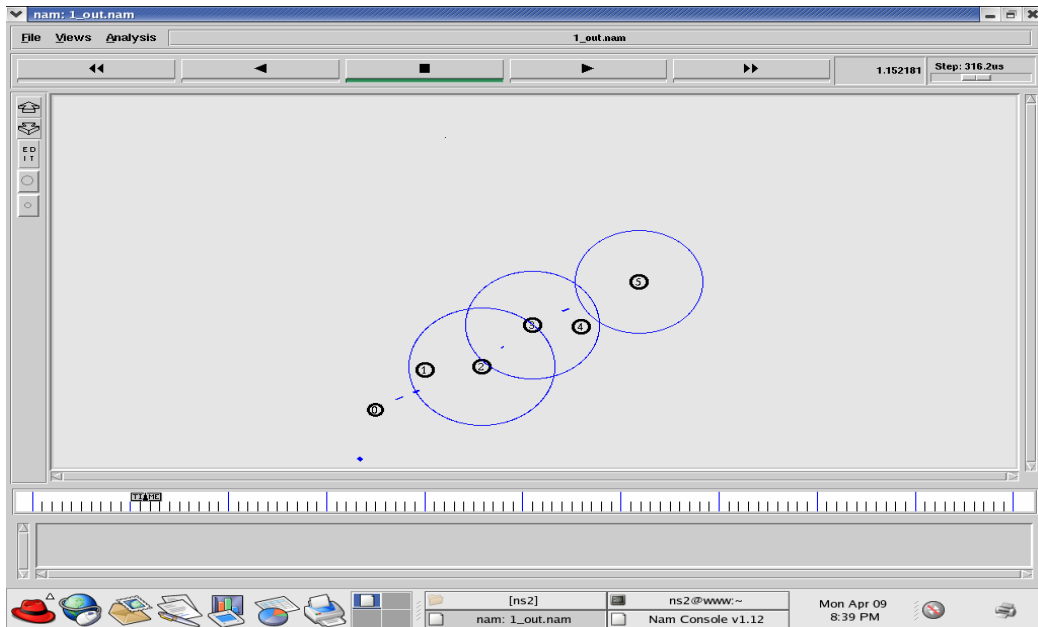 nam: 1_out.nam
File Views Analysis 1_out.nam
1.152181 Step: 316.2us
ED
IT
5
3
4
2
1
0
TIME
[ns2]
ns2@www:~
nam: 1_out.nam
Nam Console v1.12
Mon Apr 09
8:39 PM